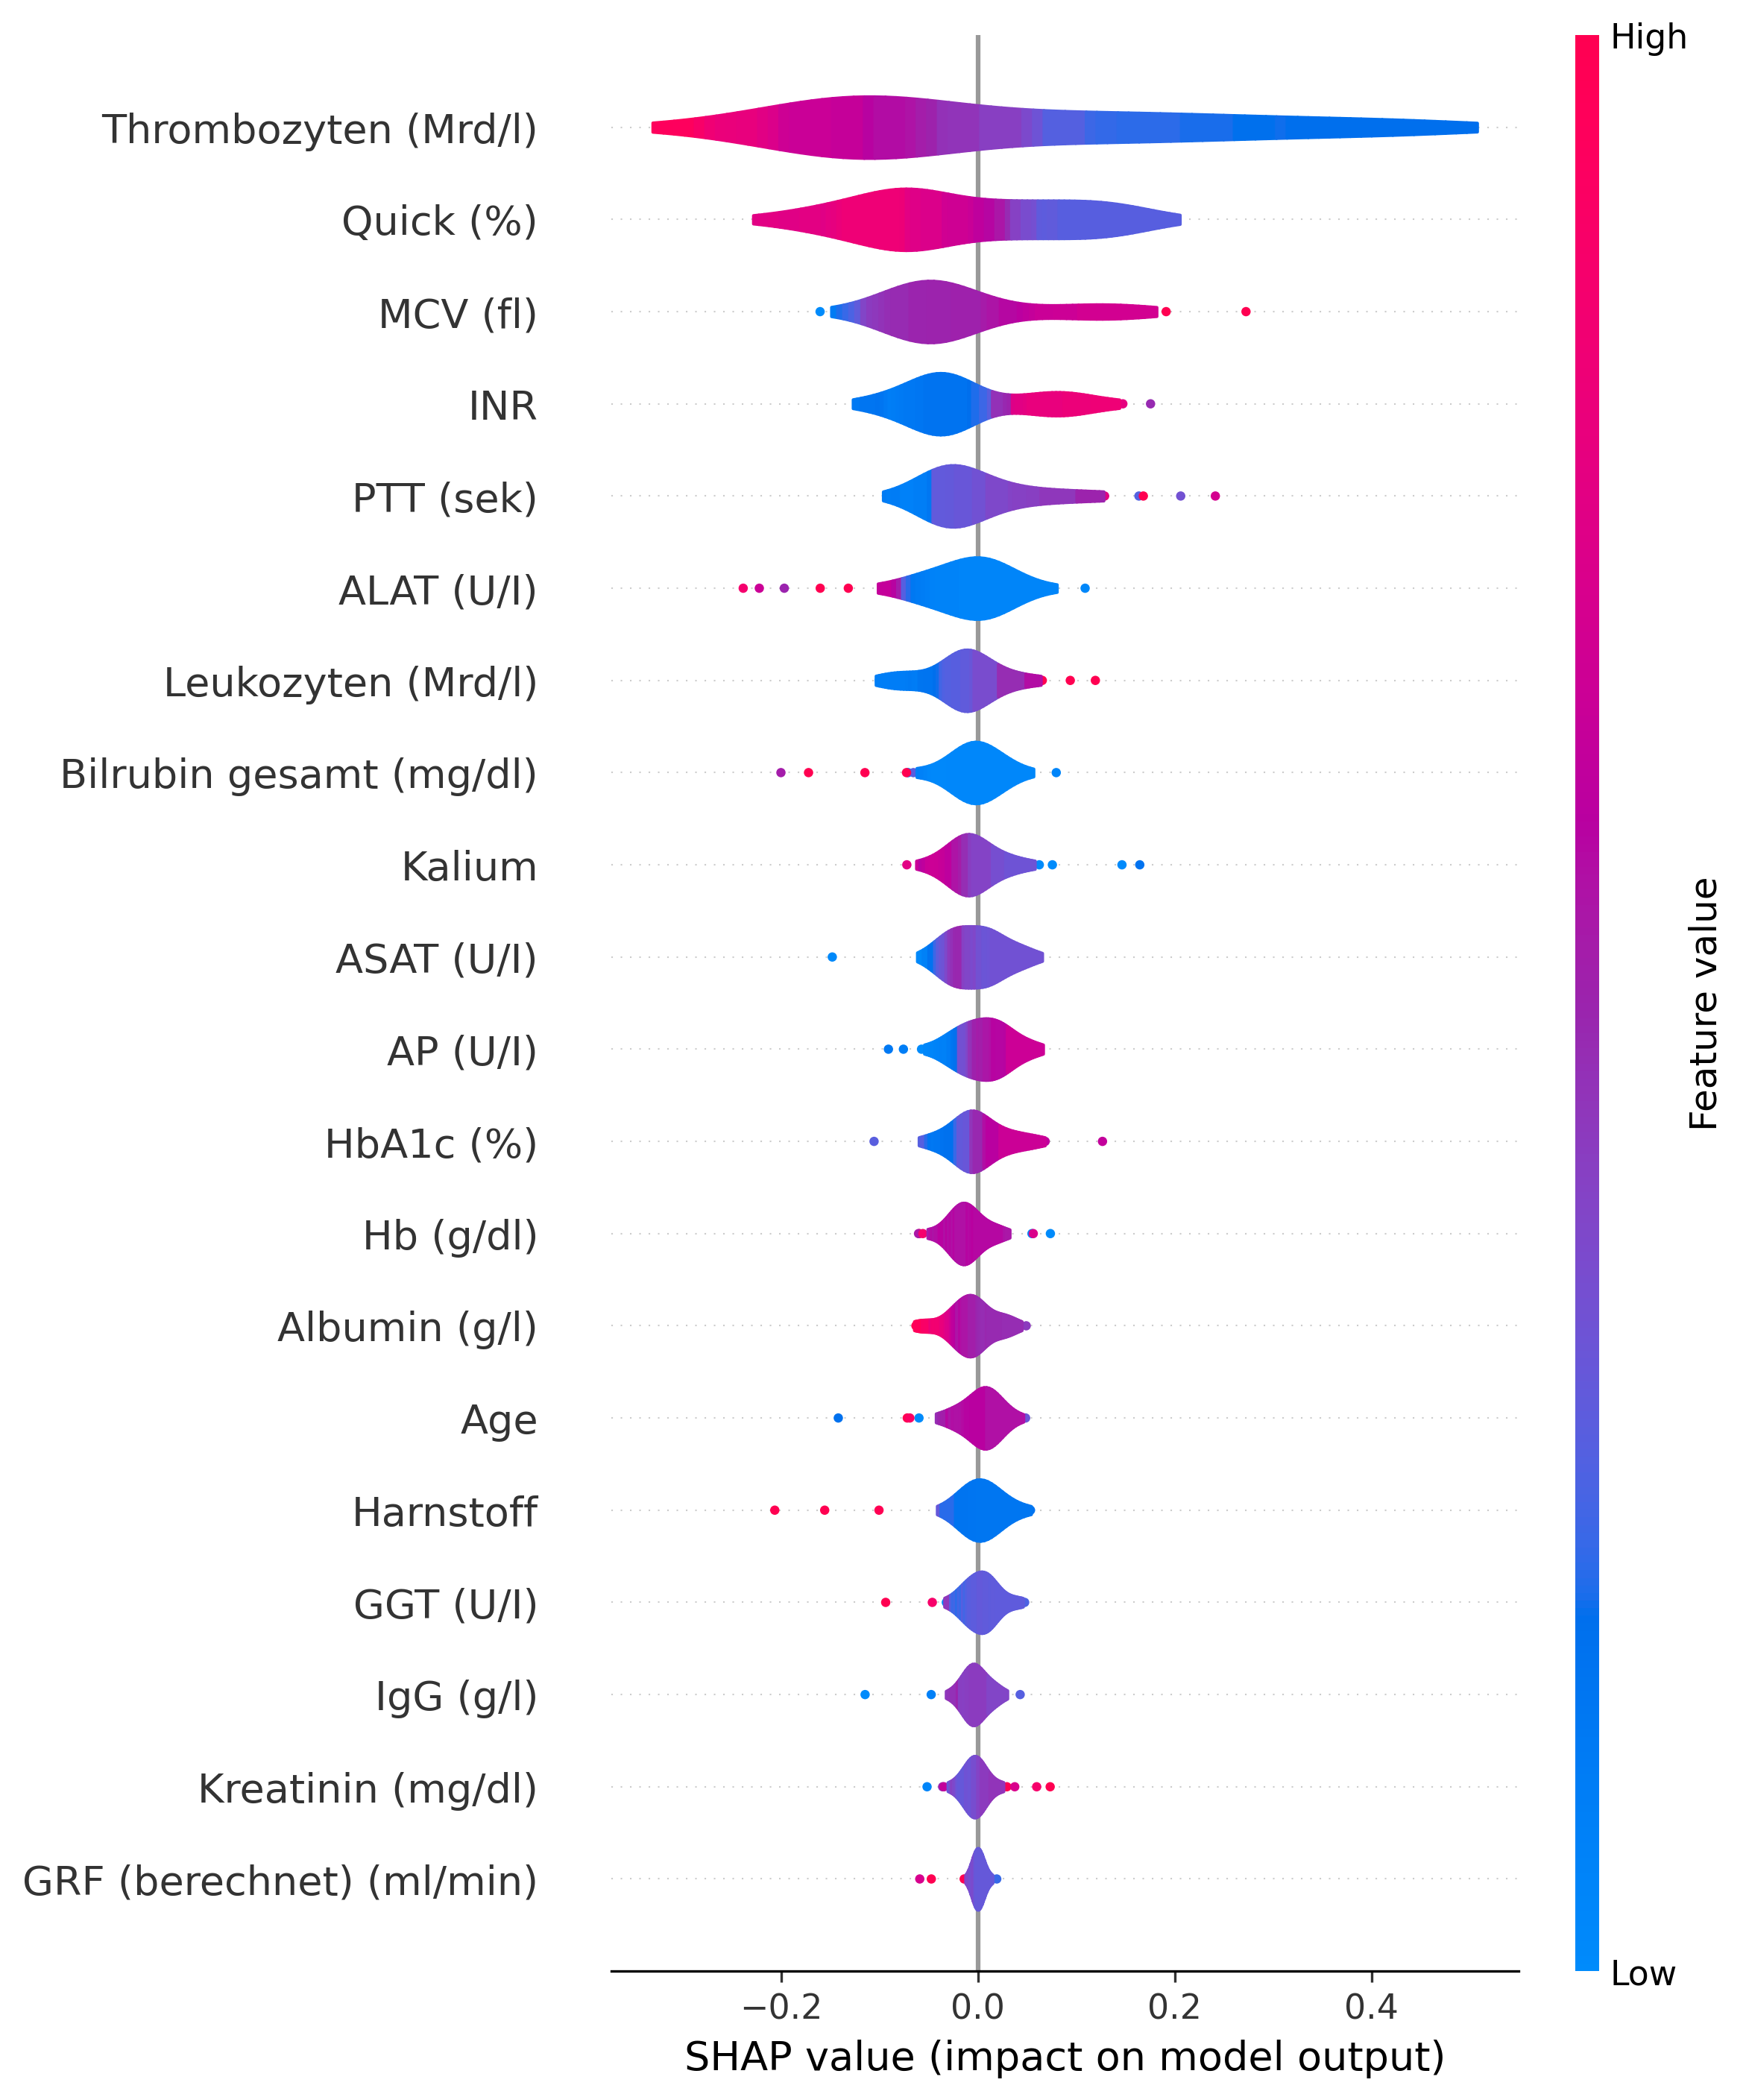 High
Thrombozyten (Mrd/l)
Quick (%)
MCV (fl)
INR
PTT (sek)
ALAT (U/l)
Leukozyten (Mrd/l)
Bilrubin gesamt (mg/dl)
Kalium
ASAT (U/l)
AP (U/l)
HbA1c (%)
Hb (g/dl)
Albumin (g/l)
Age
Harnstoff
GGT (U/l)
IgG (g/l)
Kreatinin (mg/dl)
GRF (berechnet) (ml/min)
Feature value
Low
−0.2 0.0 0.2 0.4
SHAP value (impact on model output)